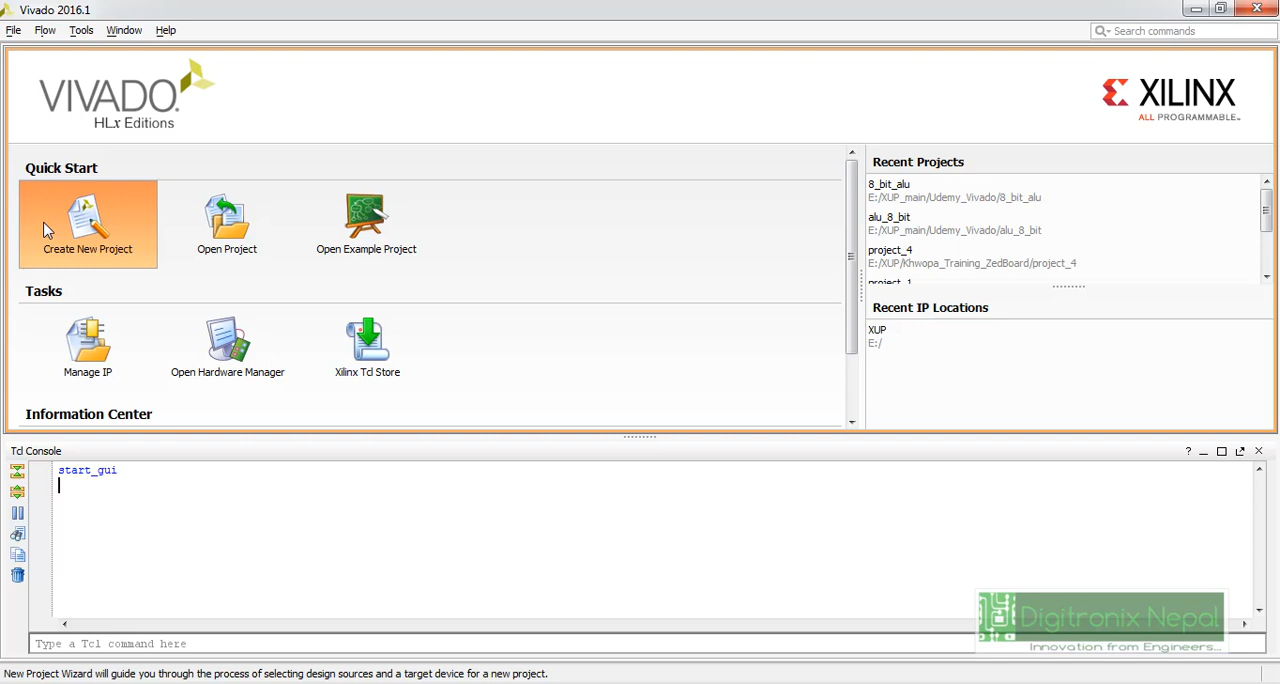 Vivado 2016.1
File Flow Tools Window Help
Search commands
VIVADO.
HLx Editions
XILINX
ALL PROGRAMMABLE™
Quick Start
Create New Project
Open Project
Open Example Project
Tasks
Manage IP
Open Hardware Manager
Xilinx Tcl Store
Information Center
Recent Projects
8_bit_alu
E:/XUP_main/Udemy_Vivado/8_bit_alu
alu_8_bit
E:/XUP_main/Udemy_Vivado/alu_8_bit
project_4
E:/XUP/Khwopa_Training_ZedBoard/project_4
project_1
Recent IP Locations
XUP
E:/
Tcl Console
start_gui
Type a Tcl command here
Digitronix Nepal
Innovation from Engineers...
New Project Wizard will guide you through the process of selecting design sources and a target device for a new project.